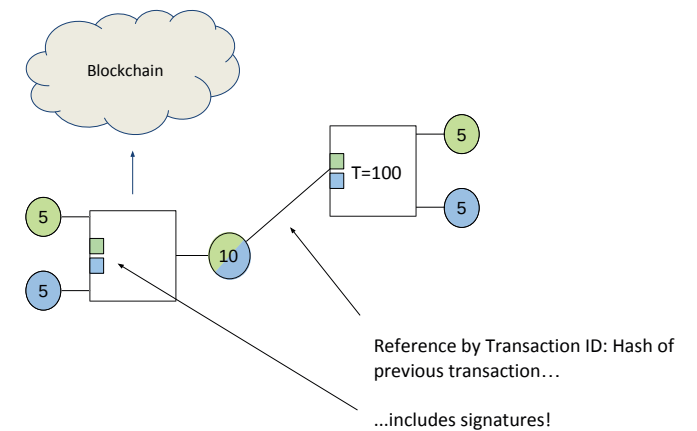 Blockchain
5
T=100
5
5
10
5
Reference by Transaction ID: Hash of
previous transaction…
...includes signatures!